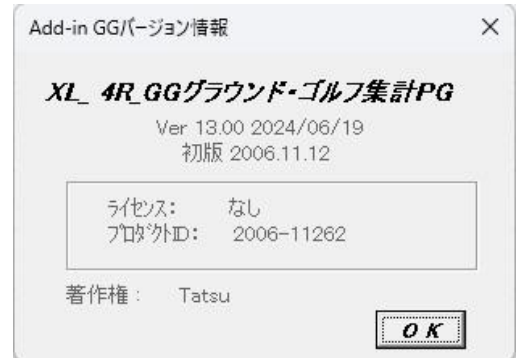 Add-in GGバージョン情報
XL_ 4R_GGグラウンド・ゴルフ集計PG
Ver 13.00 2024/06/19
初版 2006.11.12
ライセンス： なし
プロダクトID： 2006-11262
著作権： Tatsu
OK